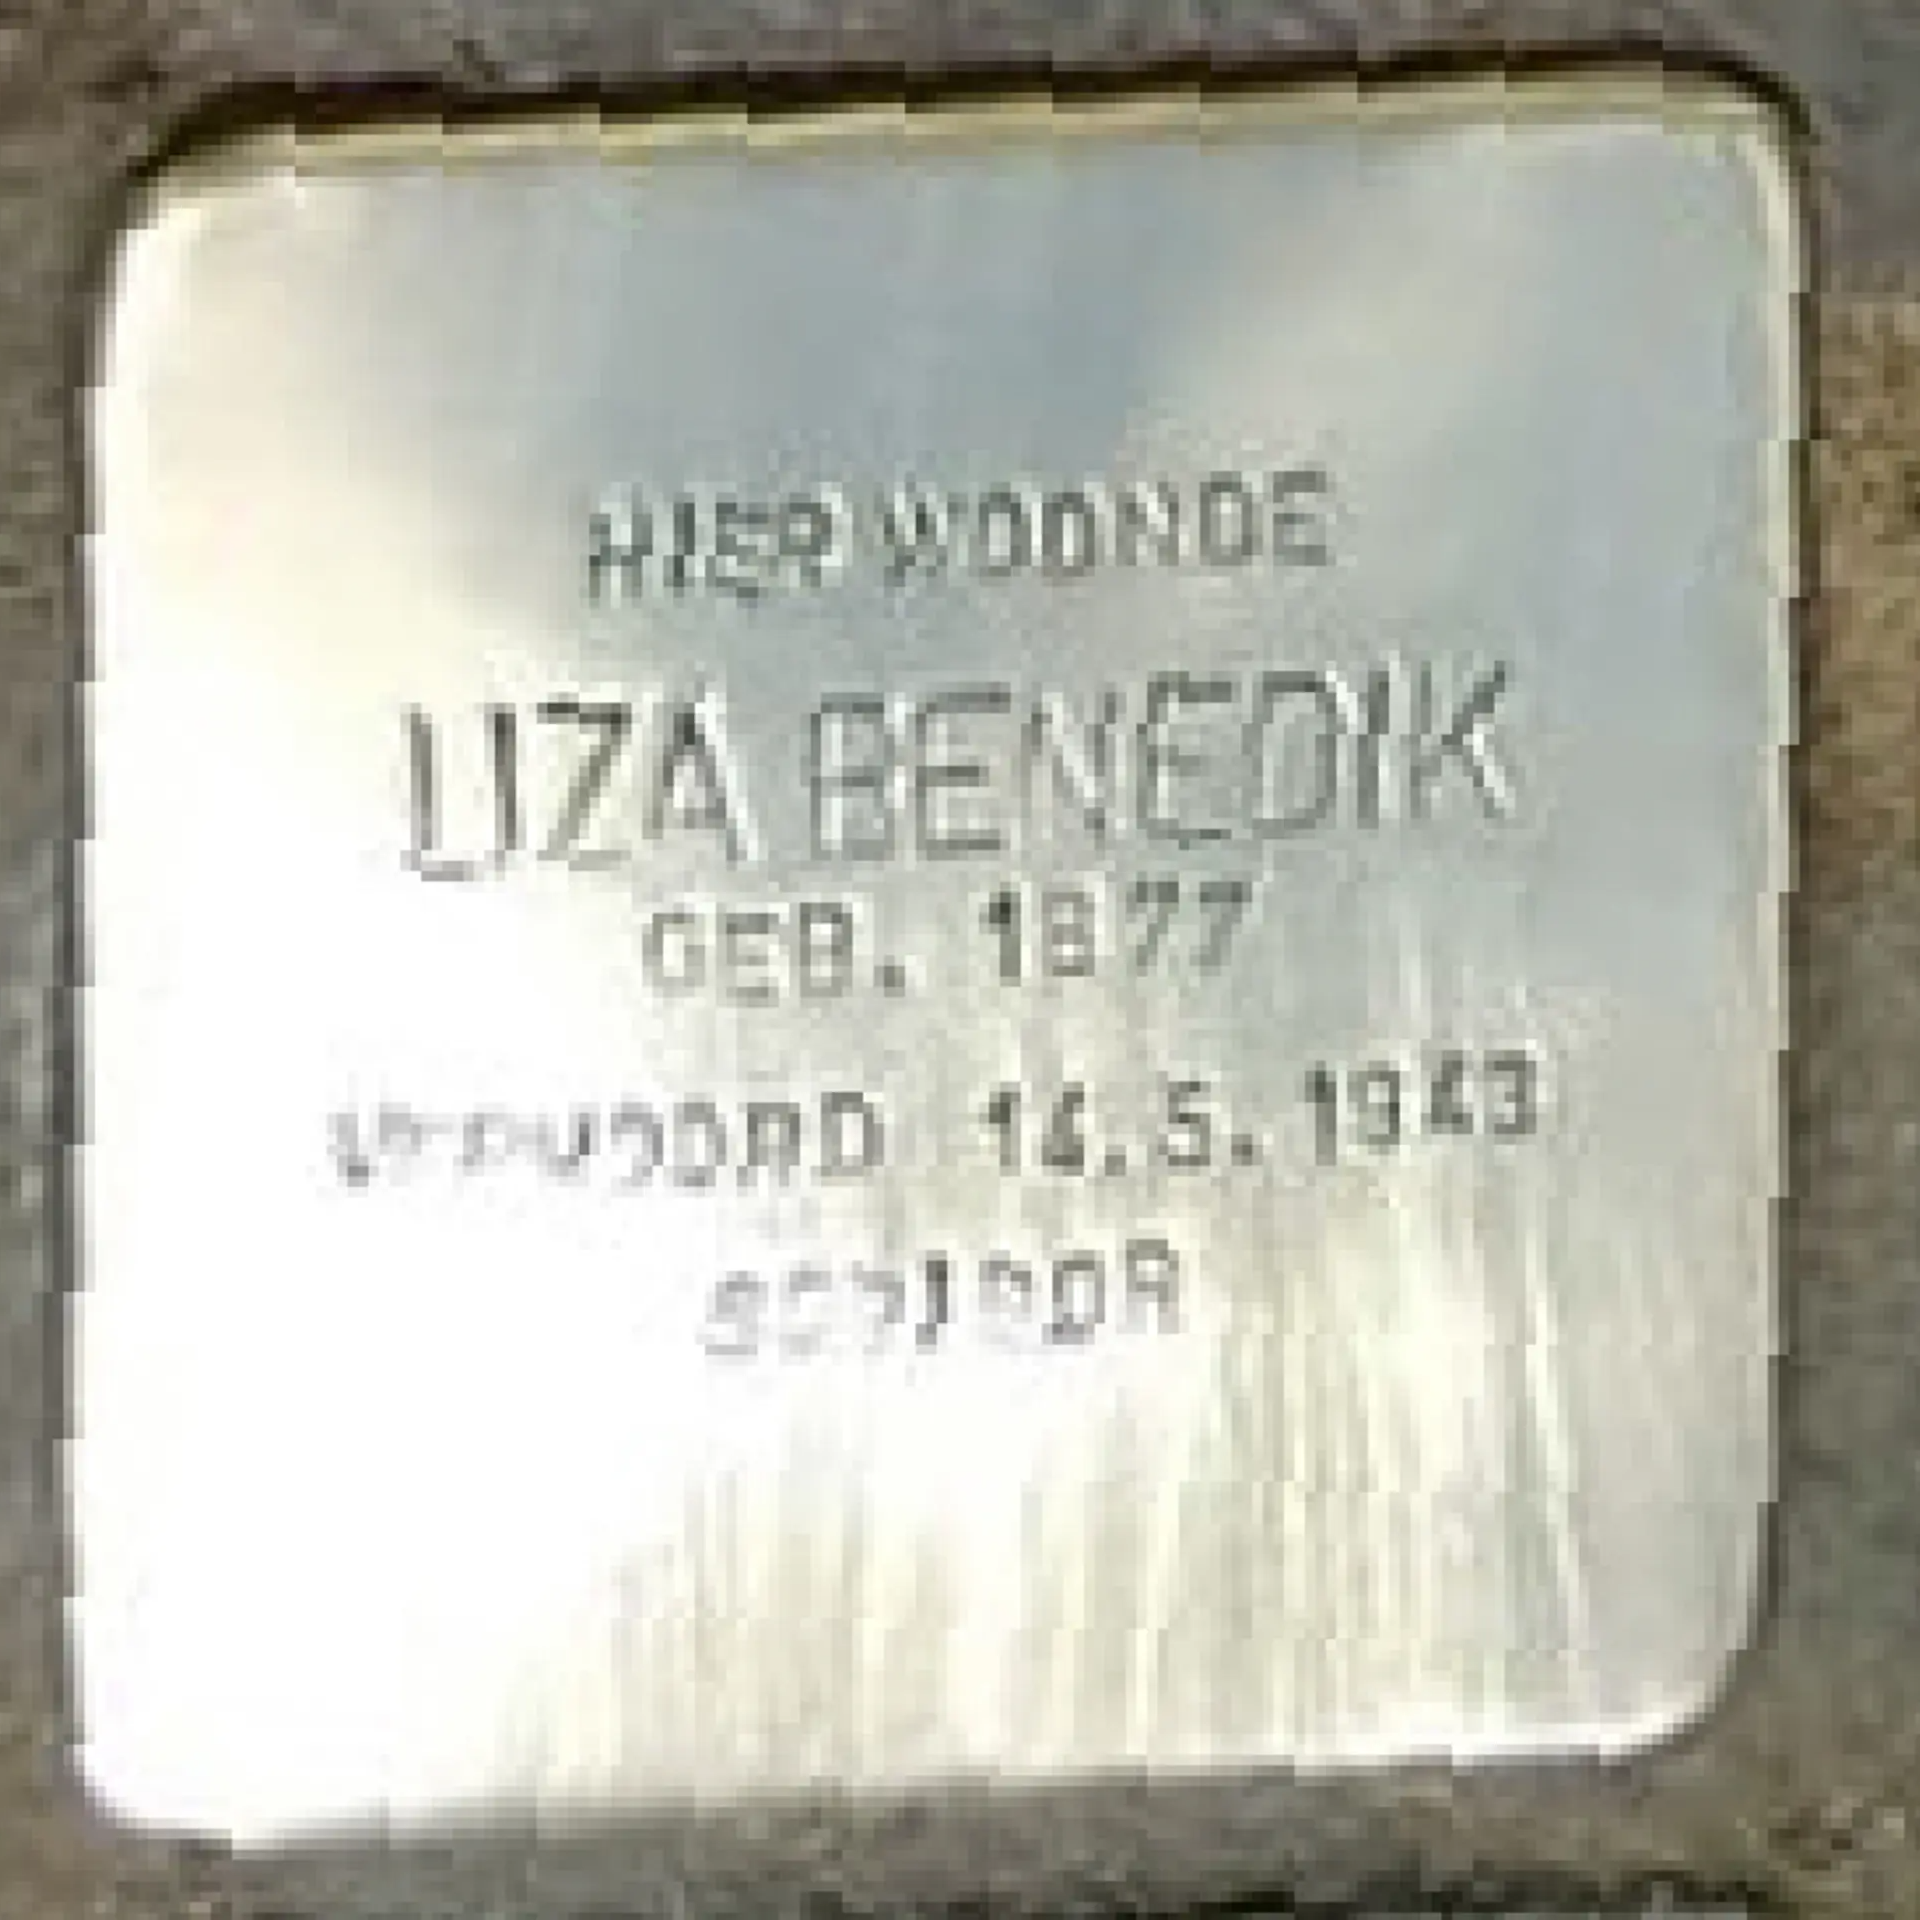 HIER WOONDE
LIZA BENEDIK
GEB. 1877
VERMOORD 14.5.1943
SOBIBOR